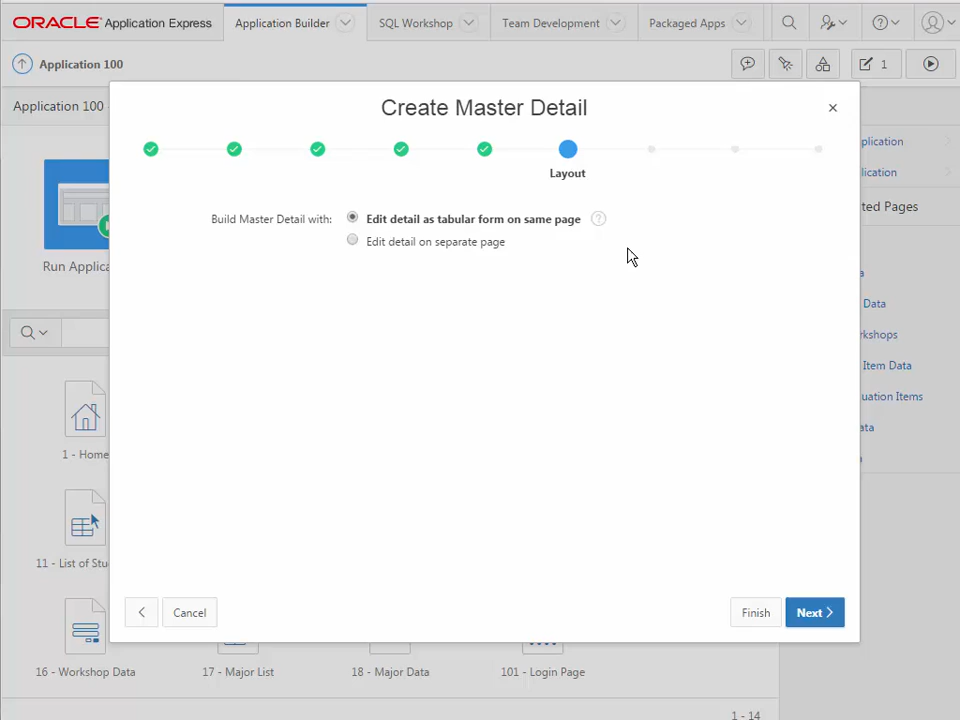 ORACLE Application Express
Application Builder
SQL Workshop
Team Development
Packaged Apps
Application 100
1
Application 100
Create Master Detail
Layout
Build Master Detail with:
Edit detail as tabular form on same page
?
Edit detail on separate page
plication
lication
ted Pages
Data
kshops
Item Data
uation Items
ata
Run Applica
1 - Home
11 - List of Stu
Cancel
Finish
Next
16 - Workshop Data
17 - Major List
18 - Major Data
101 - Login Page
1 - 14